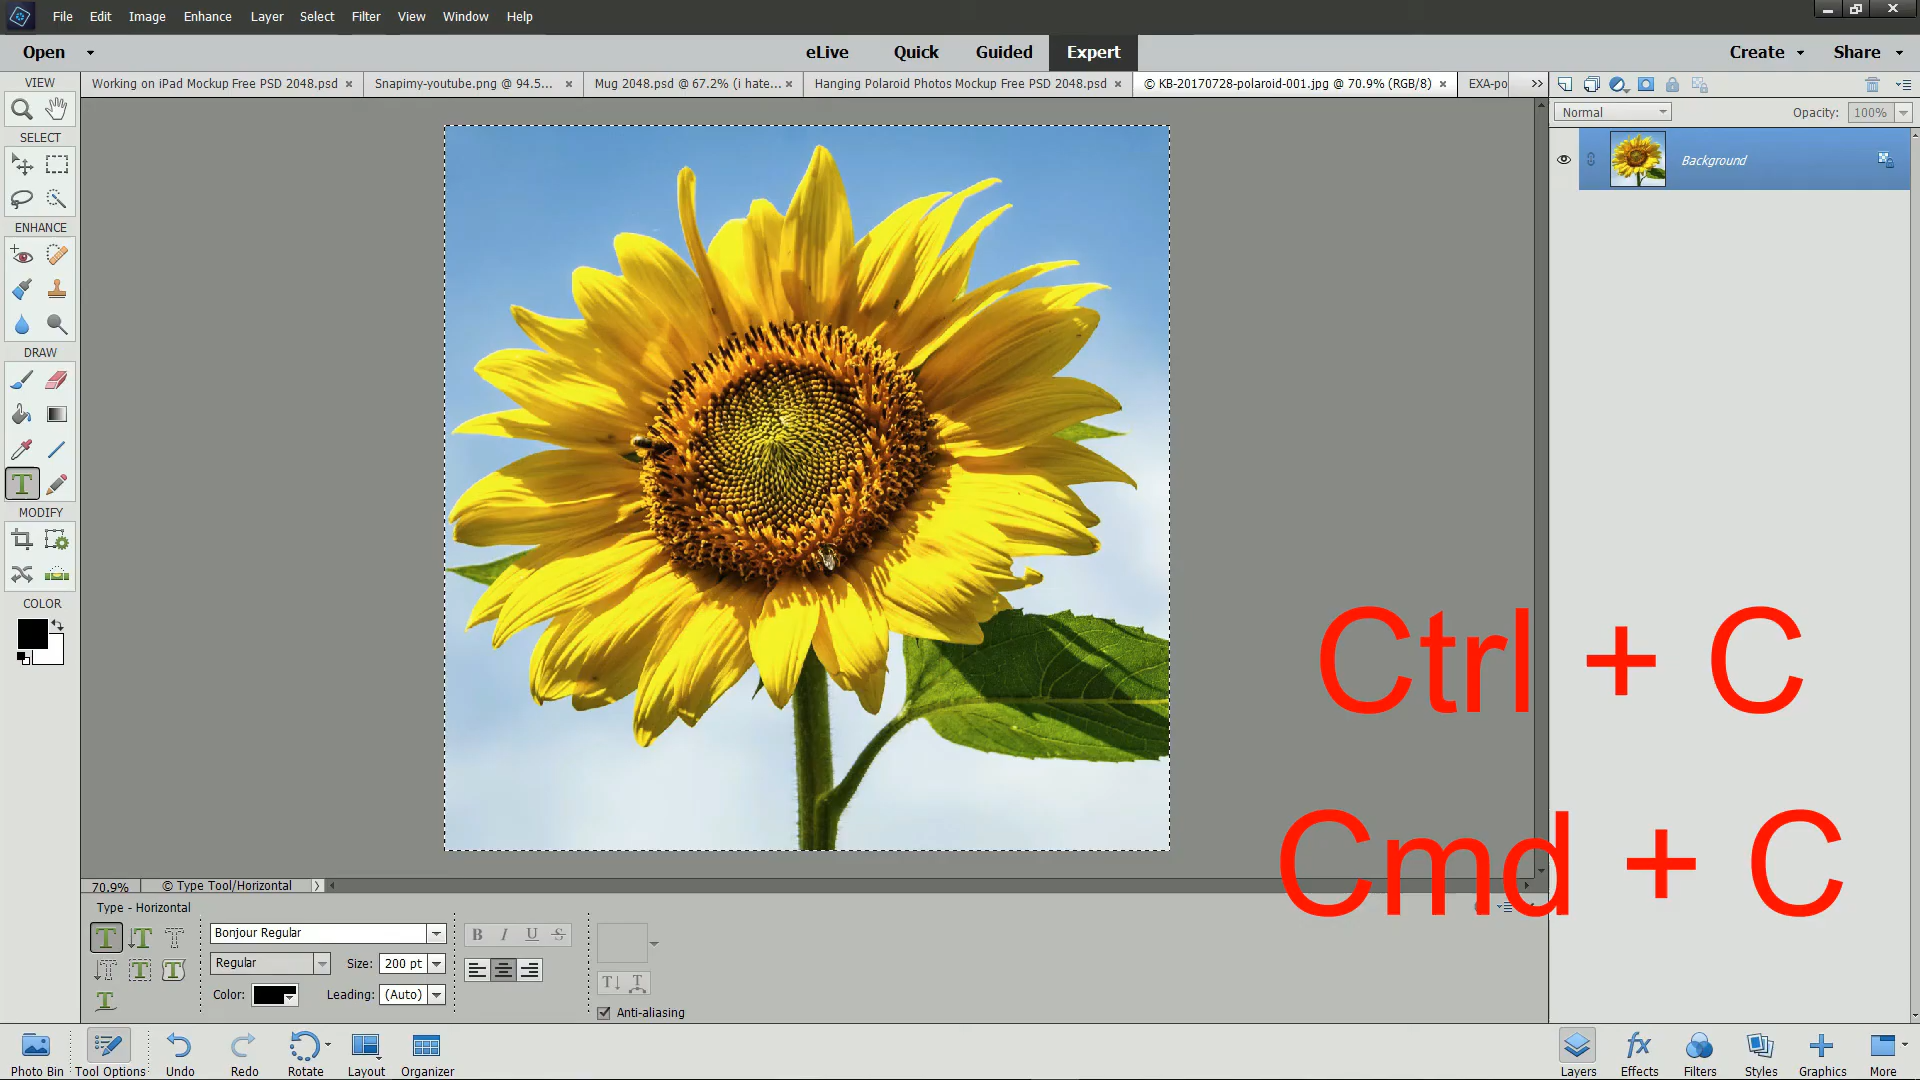 File Edit Image Enhance Layer Select Filter View Window Help
Open eLive Quick Guided Expert Create Share
VIEW
Working on iPad Mockup Free PSD 2048.psd Snapimy-youtube.png @ 94.5... Mug 2048.psd @ 67.2% (i hate... Hanging Polaroid Photos Mockup Free PSD 2048.psd © KB-20170728-polaroid-001.jpg @ 70.9% (RGB/8) EXA-po
Normal Opacity: 100%
SELECT
Background
ENHANCE
DRAW
T
MODIFY
COLOR
Ctrl + C
Cmd + C
70.9% © Type Tool/Horizontal
Type - Horizontal
Bonjour Regular B I U S
Regular Size: 200 pt
Color: Leading: (Auto)
Anti-aliasing
Photo Bin Tool Options Undo Redo Rotate Layout Organizer Layers Effects Filters Styles Graphics More